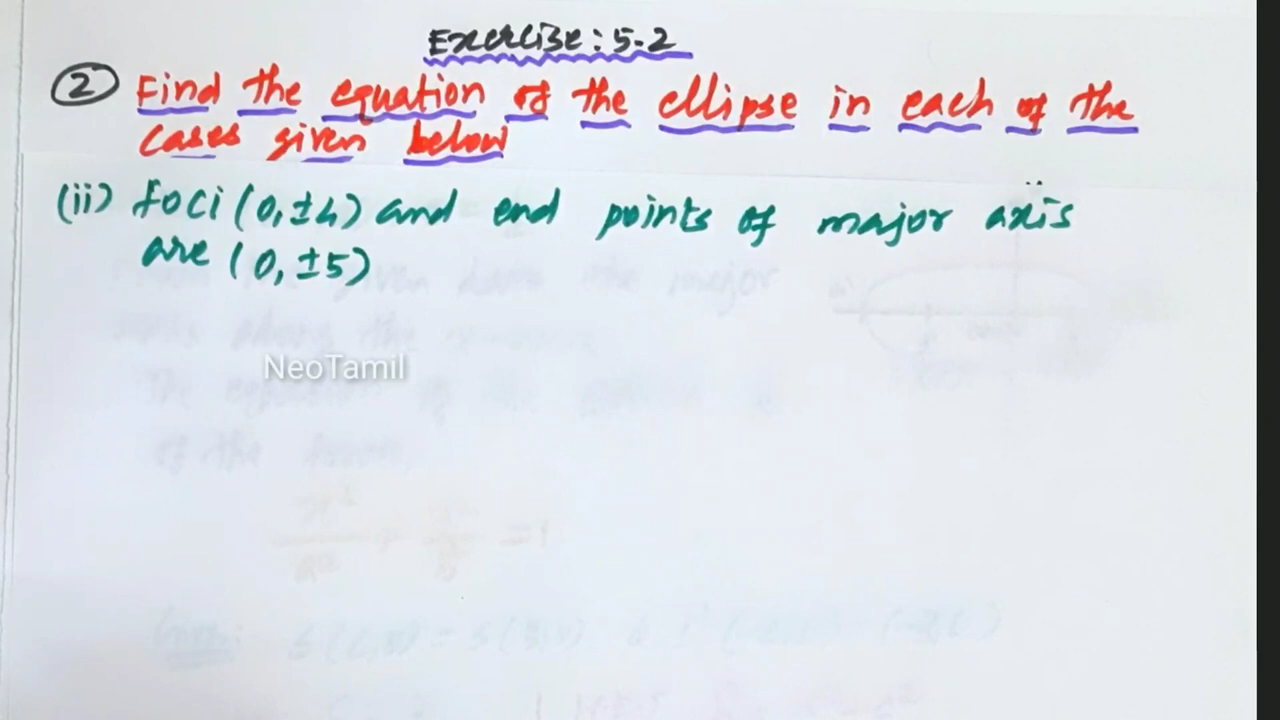 Exercise: 5.2
② Find the equation of the ellipse in each of the
cases given below
(ii) foci (0, ±4) and end points of major axis
are (0, ±5)
NeoTamil